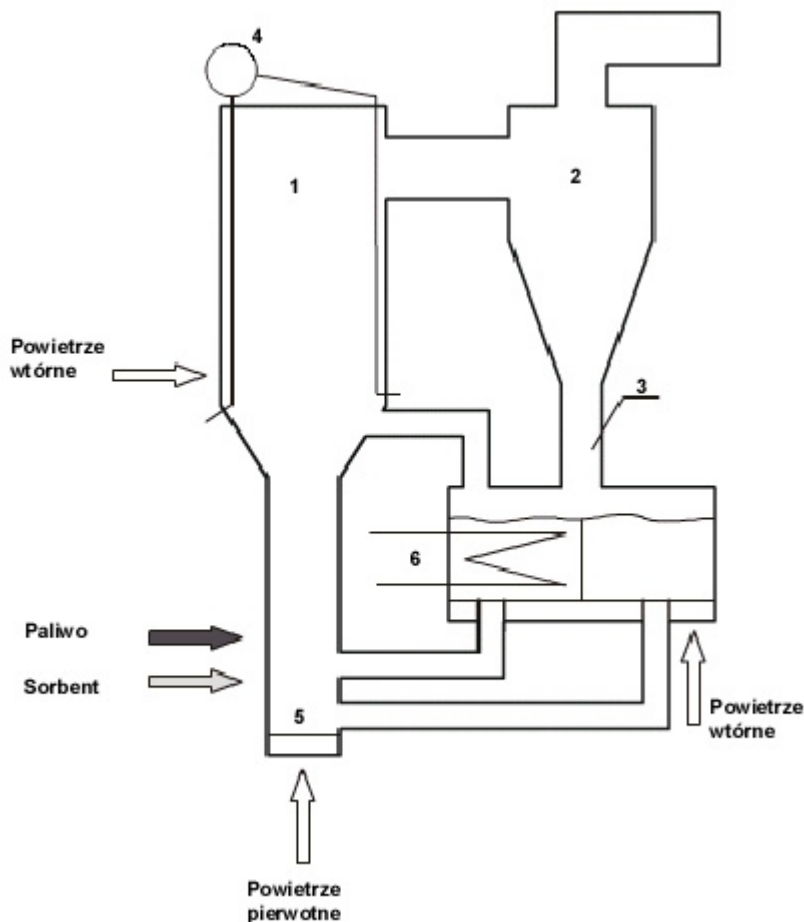 4
1
2
Powietrze
wtórne
3
6
Paliwo
Sorbent
5
Powietrze
wtórne
Powietrze
pierwotne